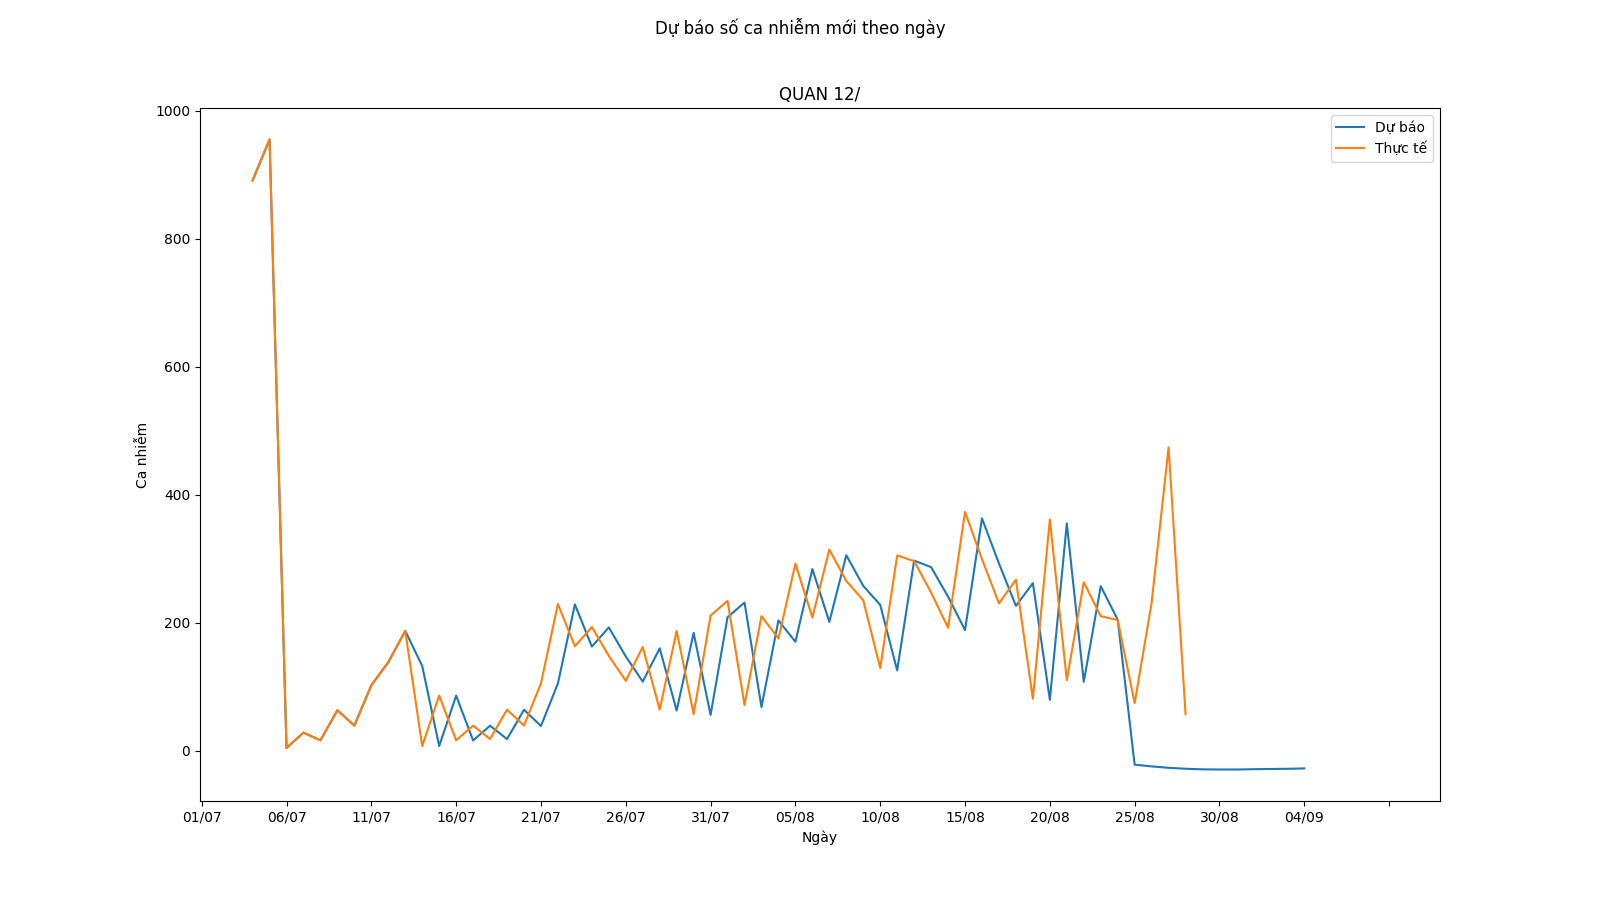 Dự báo số ca nhiễm mới theo ngày
QUAN 12/
1000
800
600
400
200
0
Ca nhiễm
Dự báo
Thực tế
01/07 06/07 11/07 16/07 21/07 26/07 31/07 05/08 10/08 15/08 20/08 25/08 30/08 04/09
Ngày